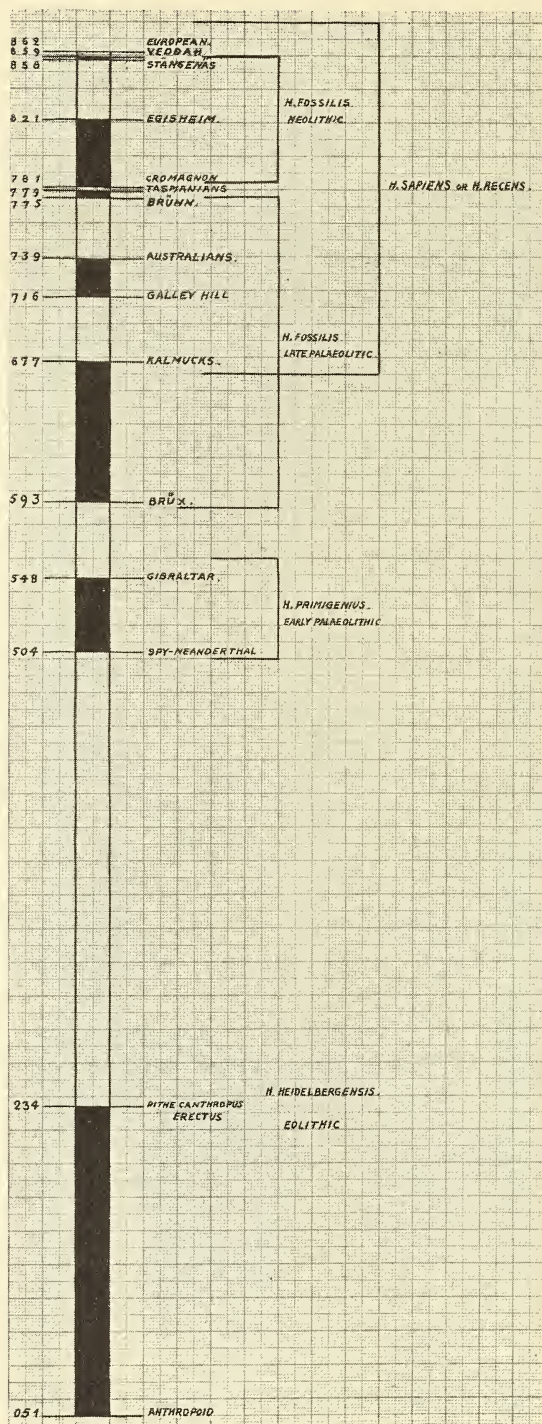 862 EUROPEAN.
859 VEDDAH.
858 STÄNGENÄS
H. FOSSILIS.
NEOLITHIC.
821 EGISHEIM.
781 CROMAGNON
779 TASMANIANS
775 BRÜNN.
H. SAPIENS OR H. RECENS.
739 AUSTRALIANS.
716 GALLEY HILL
H. FOSSILIS.
LATE PALAEOLITIC.
677 KALMUCKS.
593 BRÜX.
548 GIBRALTAR.
H. PRIMIGENIUS.
EARLY PALAEOLITHIC
504 SPY-NEANDERTHAL.
H. HEIDELBERGENSIS.
234 PITHECANTHROPUS
ERECTUS
EOLITHIC
051 ANTHROPOID